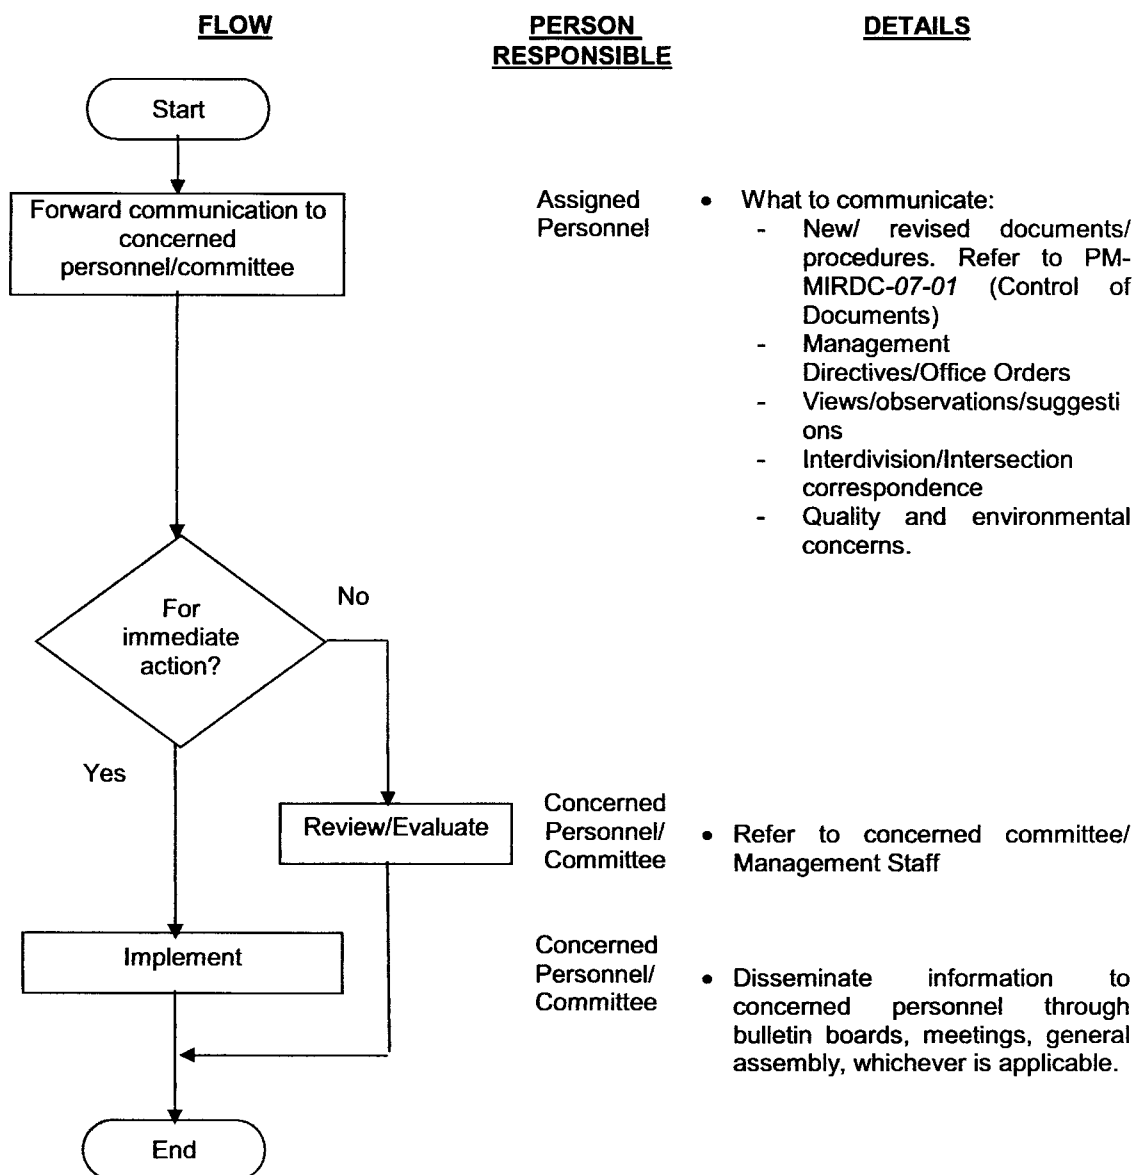 FLOW
PERSON
RESPONSIBLE
DETAILS
Start
Forward communication to
concerned
personnel/committee
Assigned
Personnel
• What to communicate:
- New/ revised documents/
procedures. Refer to PM-
MIRDC-07-01 (Control of
Documents)
- Management
Directives/Office Orders
- Views/observations/suggesti
ons
- Interdivision/Intersection
correspondence
- Quality and environmental
concerns.
For
immediate
action?
No
Yes
Review/Evaluate
Concerned
Personnel/
Committee
• Refer to concerned committee/
Management Staff
Implement
Concerned
Personnel/
Committee
• Disseminate information to
concerned personnel through
bulletin boards, meetings, general
assembly, whichever is applicable.
End